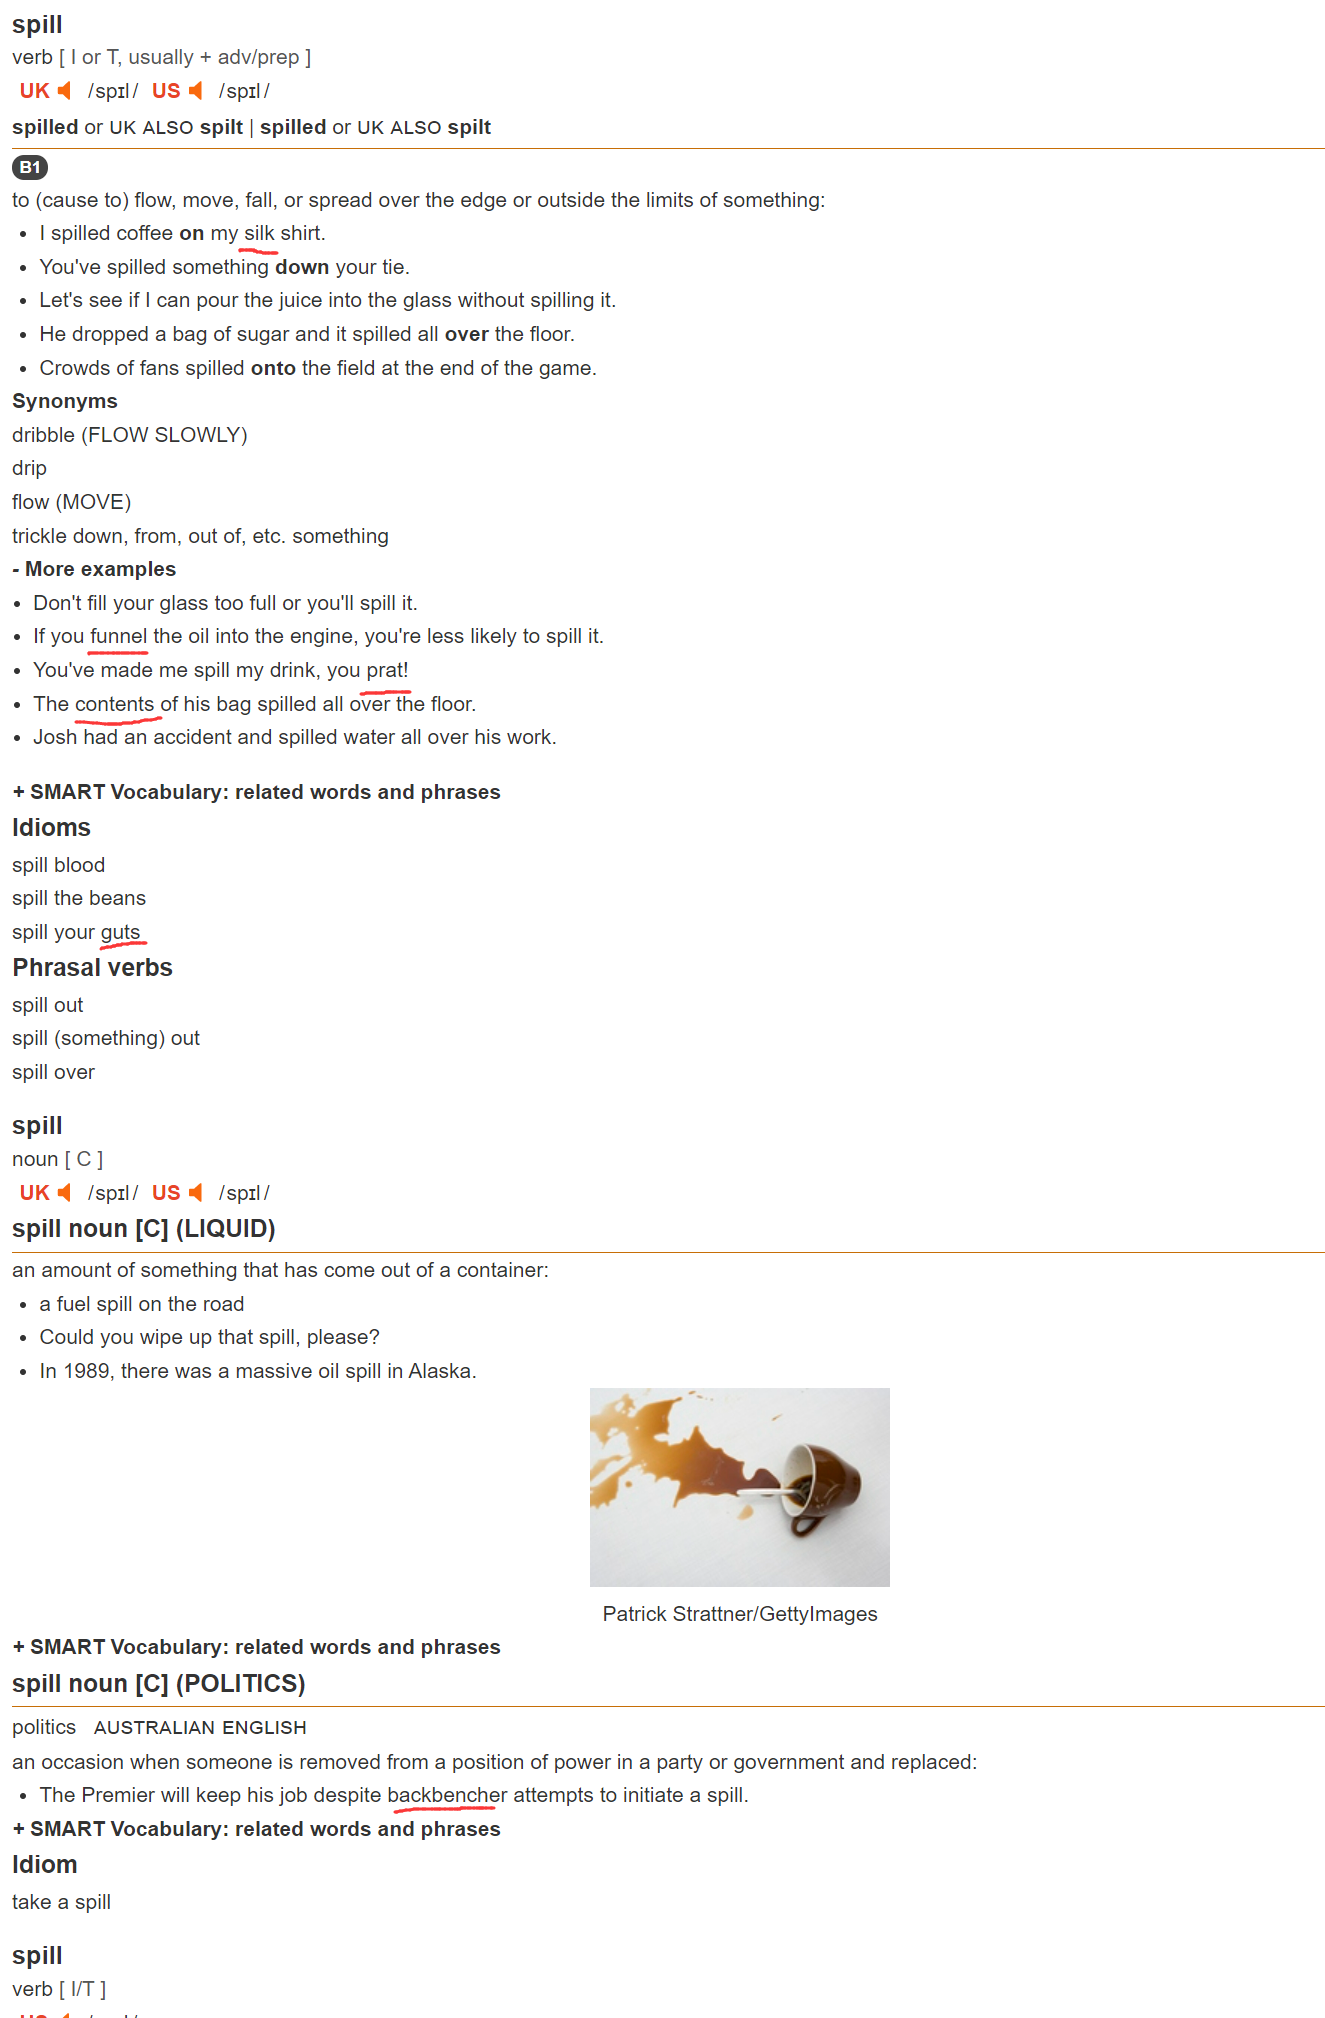 spill
verb [ I or T, usually + adv/prep ]
UK /spɪl/ US /spɪl/
spilled or UK ALSO spilt | spilled or UK ALSO spilt
B1
to (cause to) flow, move, fall, or spread over the edge or outside the limits of something:
• I spilled coffee on my silk shirt.
• You've spilled something down your tie.
• Let's see if I can pour the juice into the glass without spilling it.
• He dropped a bag of sugar and it spilled all over the floor.
• Crowds of fans spilled onto the field at the end of the game.
Synonyms
dribble (FLOW SLOWLY)
drip
flow (MOVE)
trickle down, from, out of, etc. something
- More examples
• Don't fill your glass too full or you'll spill it.
• If you funnel the oil into the engine, you're less likely to spill it.
• You've made me spill my drink, you prat!
• The contents of his bag spilled all over the floor.
• Josh had an accident and spilled water all over his work.
+ SMART Vocabulary: related words and phrases
Idioms
spill blood
spill the beans
spill your guts
Phrasal verbs
spill out
spill (something) out
spill over
spill
noun [ C ]
UK /spɪl/ US /spɪl/
spill noun [C] (LIQUID)
an amount of something that has come out of a container:
• a fuel spill on the road
• Could you wipe up that spill, please?
• In 1989, there was a massive oil spill in Alaska.
Patrick Strattner/GettyImages
+ SMART Vocabulary: related words and phrases
spill noun [C] (POLITICS)
politics AUSTRALIAN ENGLISH
an occasion when someone is removed from a position of power in a party or government and replaced:
• The Premier will keep his job despite backbencher attempts to initiate a spill.
+ SMART Vocabulary: related words and phrases
Idiom
take a spill
spill
verb [ I/T ]